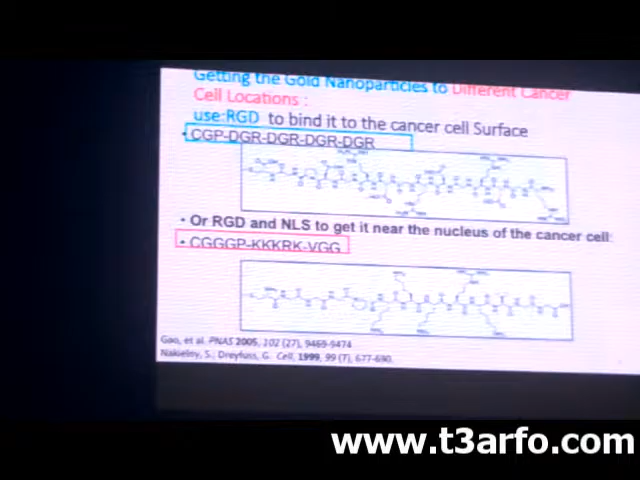 Getting the Gold Nanoparticles to Different Cancer
Cell Locations :
use:RGD to bind it to the cancer cell Surface
• CGP-DGR-DGR-DGR-DGR
• Or RGD and NLS to get it near the nucleus of the cancer cell:
• CGGGP-KKKRK-VGG
Gao, et al. PNAS 2005, 102 (27), 9469-9474
Nakielny, S.; Dreyfuss, G. Cell, 1999, 99 (7), 677-690.
www.t3arfo.com